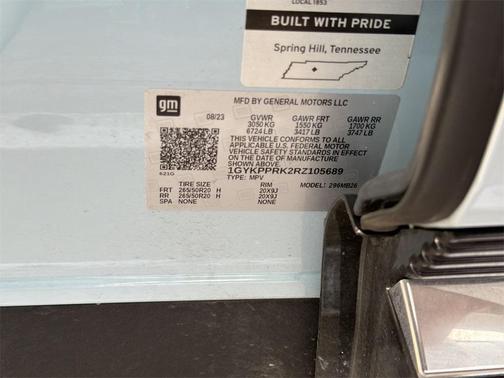 LOCAL 1853
BUILT WITH PRIDE
Spring Hill, Tennessee
gm
MFD BY GENERAL MOTORS LLC
08/23 GVWR GAWR FRT GAWR RR
3050 KG 1550 KG 1700 KG
6724 LB 3417 LB 3747 LB
THIS VEHICLE CONFORMS TO ALL
APPLICABLE U.S. FEDERAL MOTOR
VEHICLE SAFETY STANDARDS IN EFFECT
ON THE DATE OF MANUFACTURE
SHOWN ABOVE.
1GYKPPRK2RZ105689
621G TYPE: MPV MODEL: 296MB26
TIRE SIZE RIM
FRT 265/50R20 H 20X9J
RR 265/50R20 H 20X9J
SPA NONE NONE